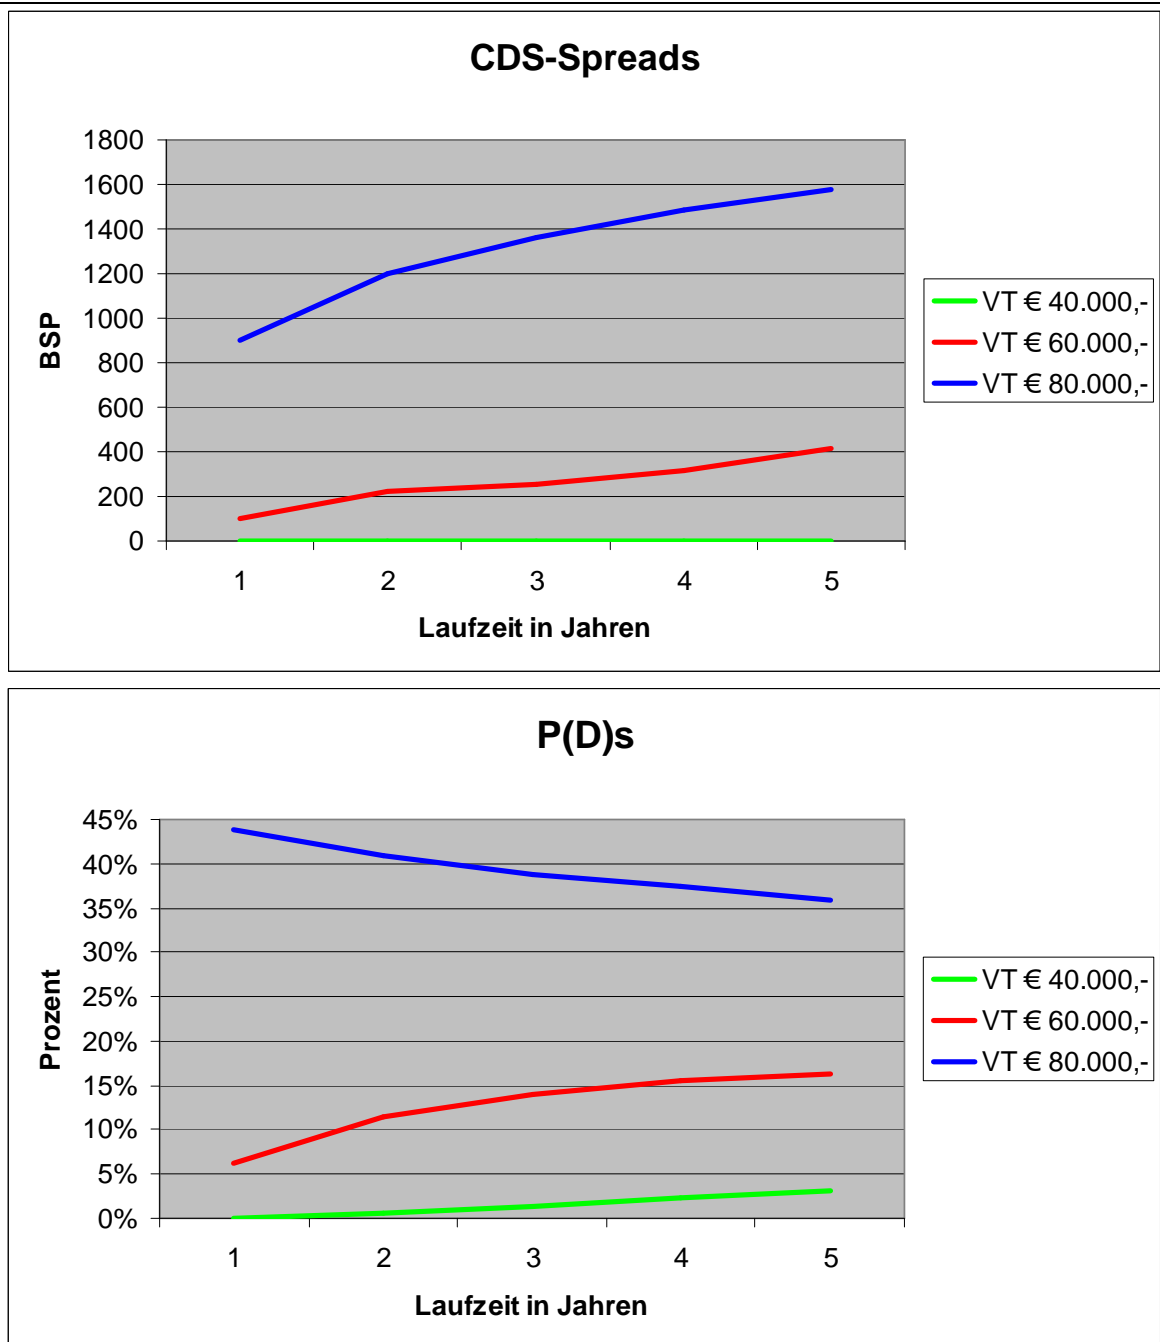 CDS-Spreads
1800
1600
1400
1200
1000
800
600
400
200
0
BSP
1 2 3 4 5
Laufzeit in Jahren
VT € 40.000,-
VT € 60.000,-
VT € 80.000,-
P(D)s
45%
40%
35%
30%
25%
20%
15%
10%
5%
0%
Prozent
1 2 3 4 5
Laufzeit in Jahren
VT € 40.000,-
VT € 60.000,-
VT € 80.000,-